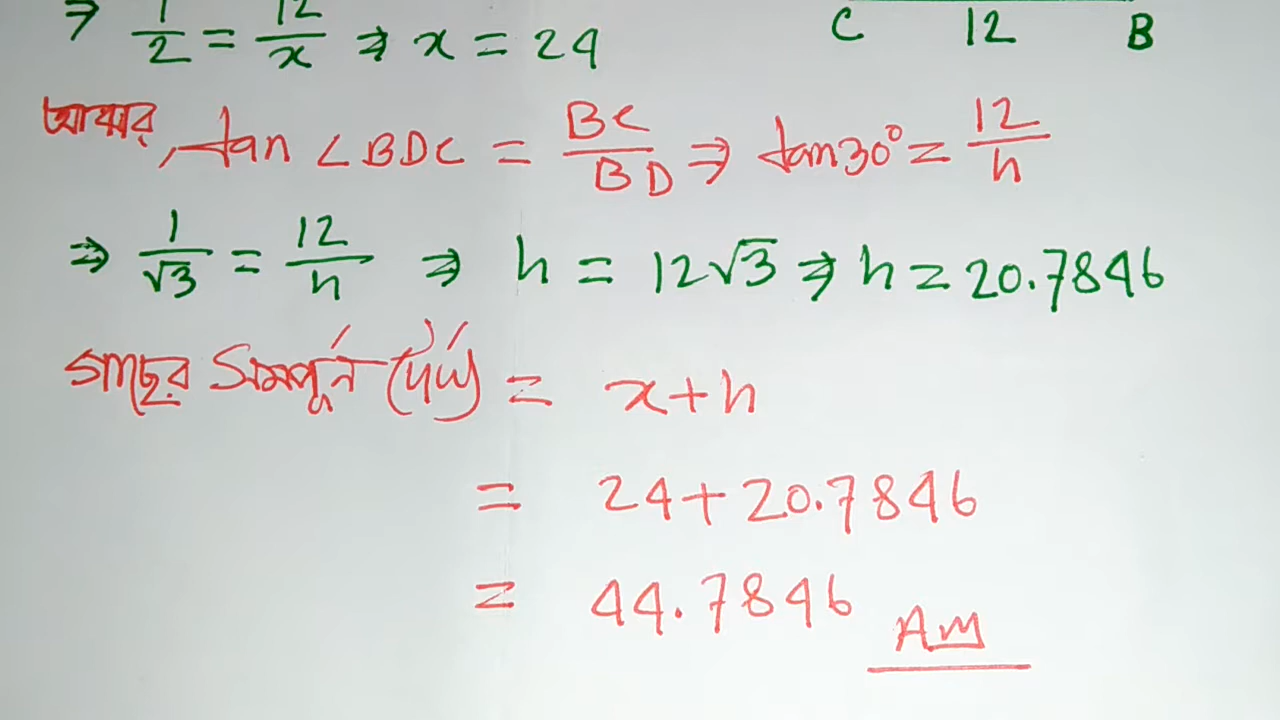 ⇒ 1/2 = 12/x ⇒ x = 24
C 12 B
আবার, tan ∠BDC = BC/BD ⇒ tan30° = 12/h
⇒ 1/√3 = 12/h ⇒ h = 12√3 ⇒ h = 20.7846
গাছের সম্পূর্ন দৈর্ঘ্য = x+h
= 24+20.7846
= 44.7846 Ans